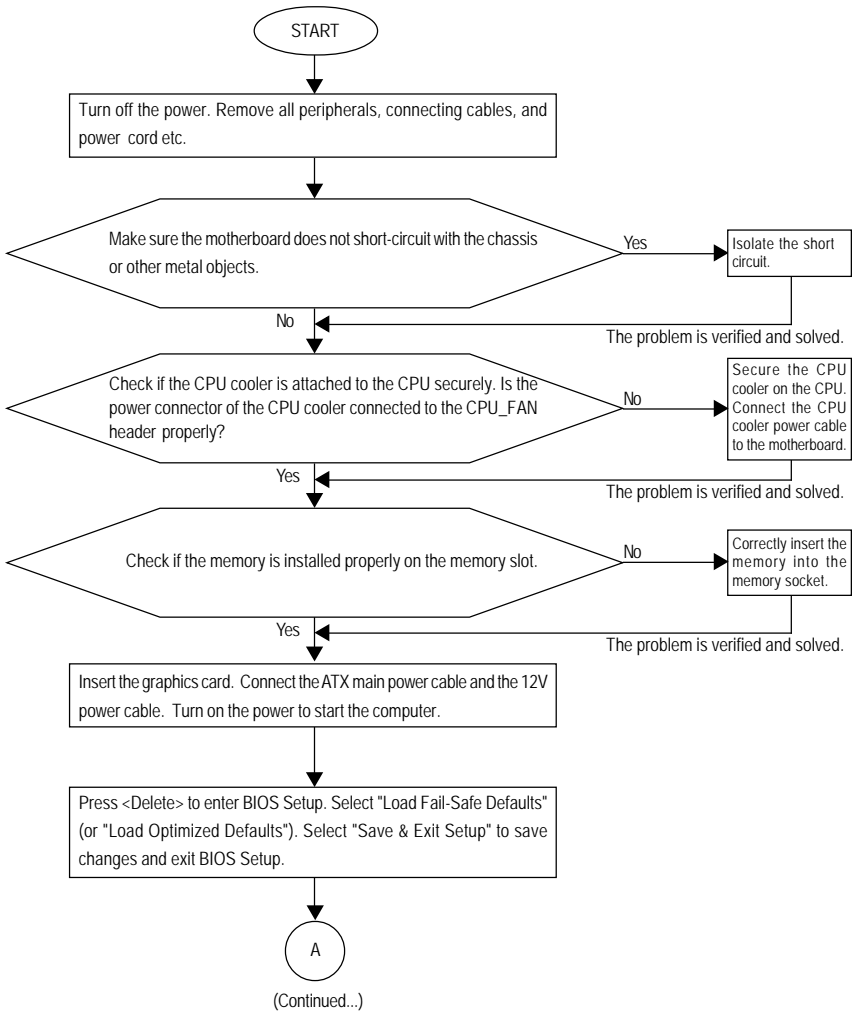 START
Turn off the power. Remove all peripherals, connecting cables, and
power cord etc.
Make sure the motherboard does not short-circuit with the chassis
or other metal objects.
Yes
Isolate the short
circuit.
No
The problem is verified and solved.
Check if the CPU cooler is attached to the CPU securely. Is the
power connector of the CPU cooler connected to the CPU_FAN
header properly?
No
Secure the CPU
cooler on the CPU.
Connect the CPU
cooler power cable
to the motherboard.
Yes
The problem is verified and solved.
Check if the memory is installed properly on the memory slot.
No
Correctly insert the
memory into the
memory socket.
Yes
The problem is verified and solved.
Insert the graphics card. Connect the ATX main power cable and the 12V
power cable. Turn on the power to start the computer.
Press <Delete> to enter BIOS Setup. Select "Load Fail-Safe Defaults"
(or "Load Optimized Defaults"). Select "Save & Exit Setup" to save
changes and exit BIOS Setup.
A
(Continued...)